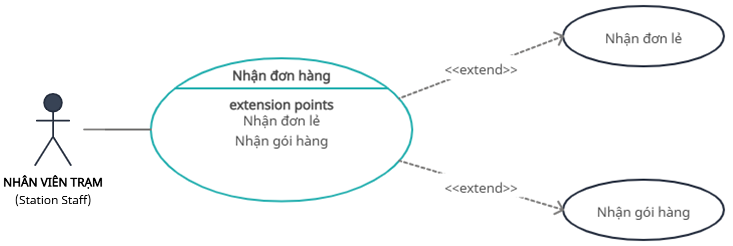 Nhận đơn lẻ
<<extend>>
Nhận đơn hàng
extension points
Nhận đơn lẻ
Nhận gói hàng
NHÂN VIÊN TRẠM
(Station Staff)
<<extend>>
Nhận gói hàng